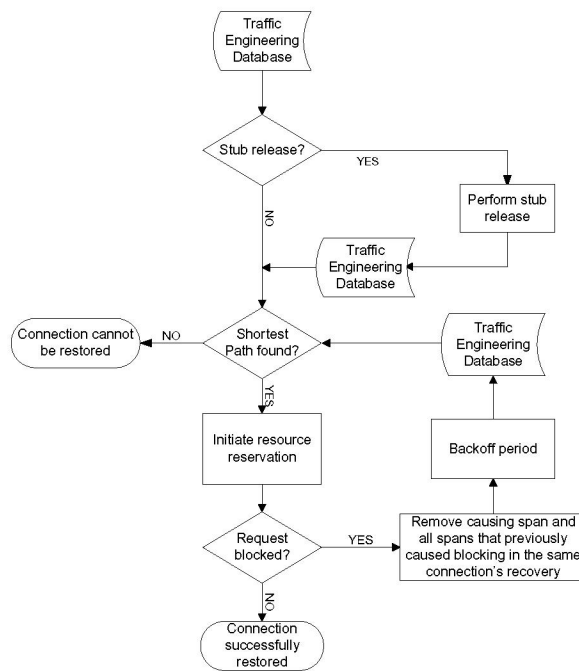 Traffic
Engineering
Database
Stub release?
YES
NO
Perform stub
release
Traffic
Engineering
Database
Connection cannot
be restored
NO
Shortest
Path found?
Traffic
Engineering
Database
YES
Initiate resource
reservation
Backoff period
Request
blocked?
YES
Remove causing span and
all spans that previously
caused blocking in the same
connection's recovery
NO
Connection
successfully
restored